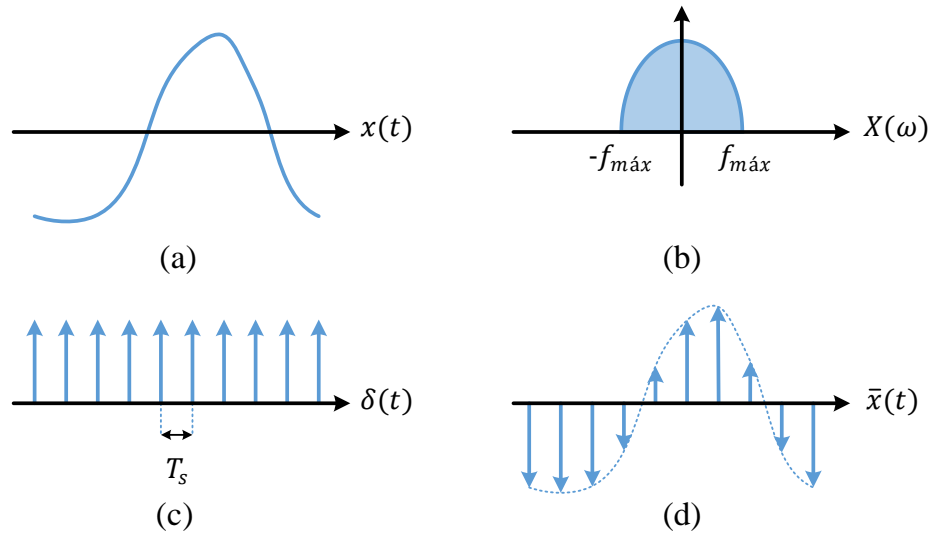 x(t)
X(ω)
-f_máx f_máx
(a)
(b)
δ(t)
x̄(t)
T_s
(c)
(d)